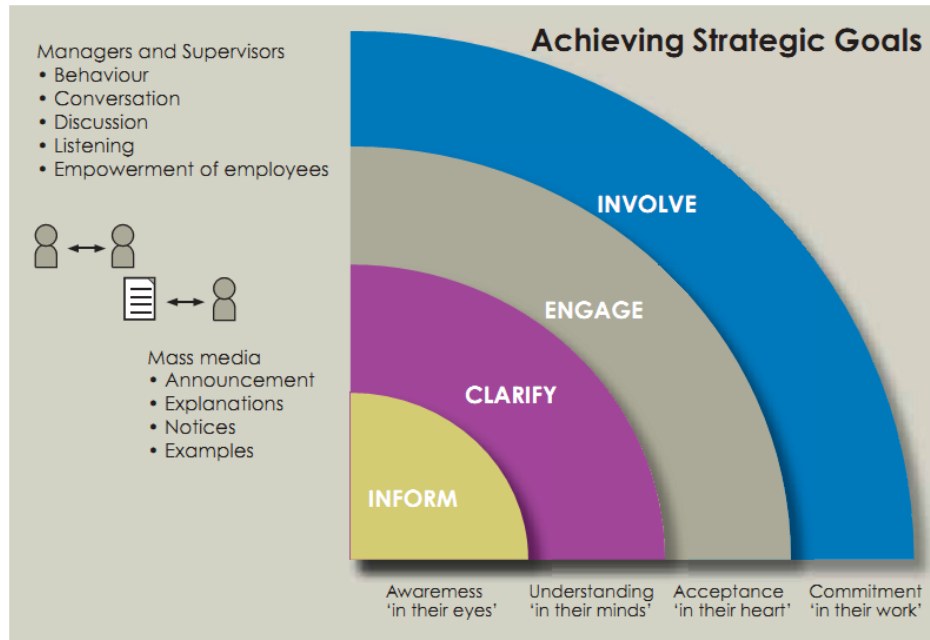 Achieving Strategic Goals
Managers and Supervisors
• Behaviour
• Conversation
• Discussion
• Listening
• Empowerment of employees
Mass media
• Announcement
• Explanations
• Notices
• Examples
INVOLVE
ENGAGE
CLARIFY
INFORM
Awareness
'in their eyes'
Understanding
'in their minds'
Acceptance
'in their heart'
Commitment
'in their work'